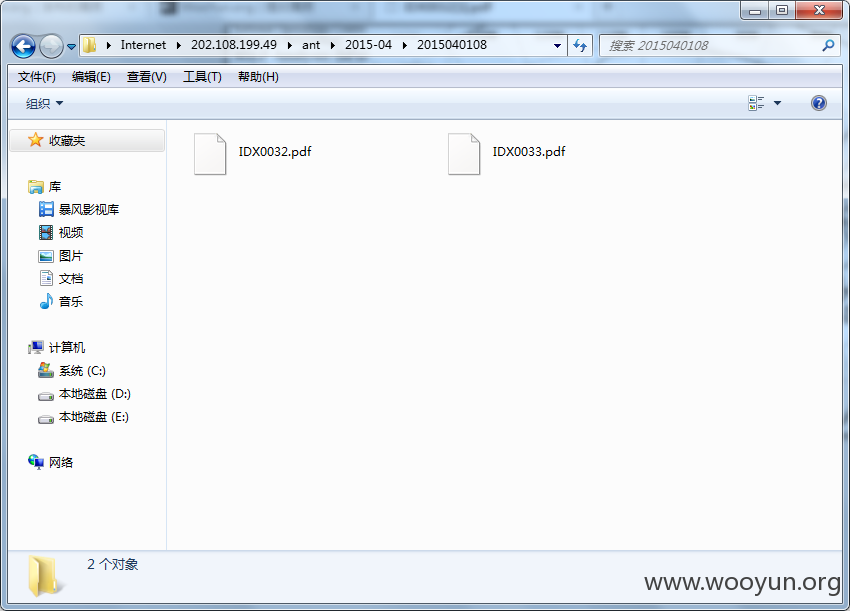 Internet 202.108.199.49 ant 2015-04 2015040108
搜索 2015040108
文件(F) 编辑(E) 查看(V) 工具(T) 帮助(H)
组织
收藏夹
IDX0032.pdf IDX0033.pdf
库
暴风影视库
视频
图片
文档
音乐
计算机
系统 (C:)
本地磁盘 (D:)
本地磁盘 (E:)
网络
2 个对象
www.wooyun.org